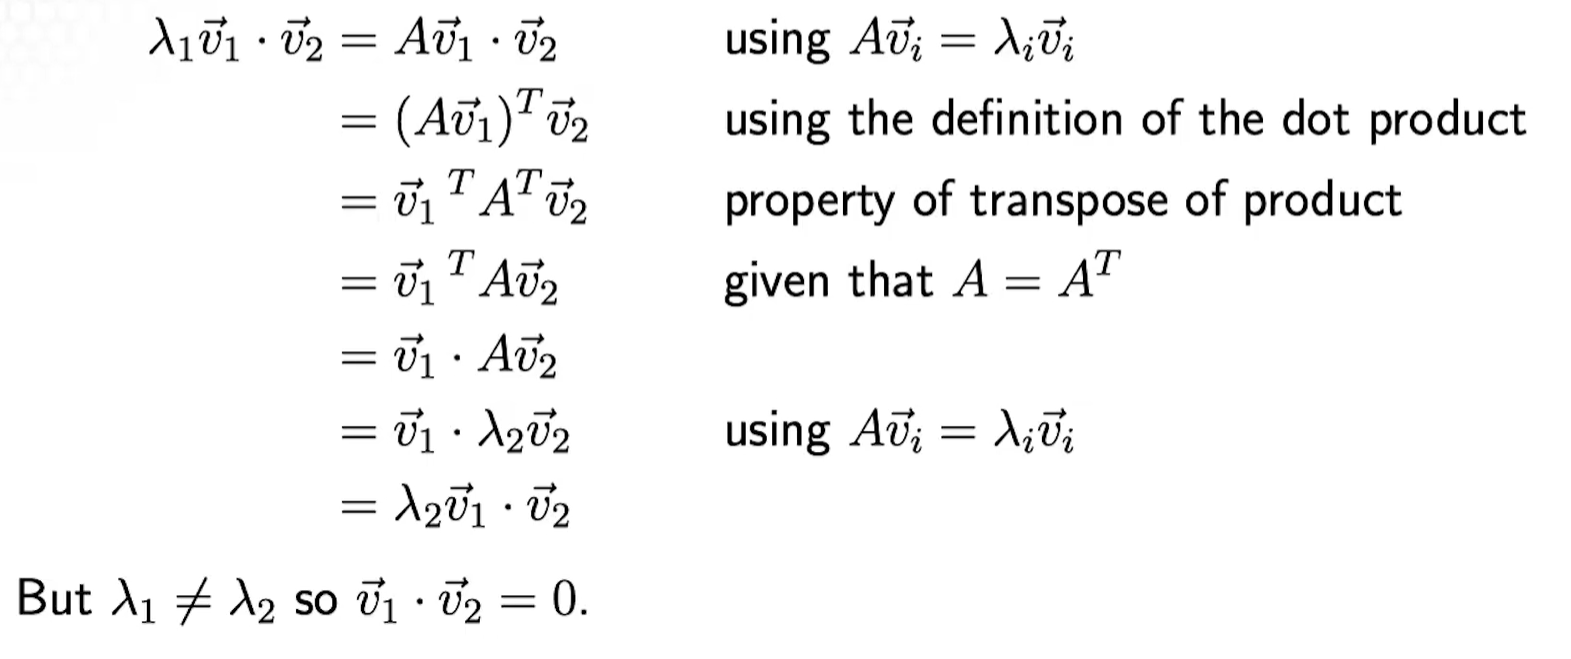 λ₁v⃗₁ · v⃗₂ = Av⃗₁ · v⃗₂ using Av⃗ᵢ = λᵢv⃗ᵢ
= (Av⃗₁)ᵀv⃗₂ using the definition of the dot product
= v⃗₁ᵀAᵀv⃗₂ property of transpose of product
= v⃗₁ᵀAv⃗₂ given that A = Aᵀ
= v⃗₁ · Av⃗₂
= v⃗₁ · λ₂v⃗₂ using Av⃗ᵢ = λᵢv⃗ᵢ
= λ₂v⃗₁ · v⃗₂
But λ₁ ≠ λ₂ so v⃗₁ · v⃗₂ = 0.